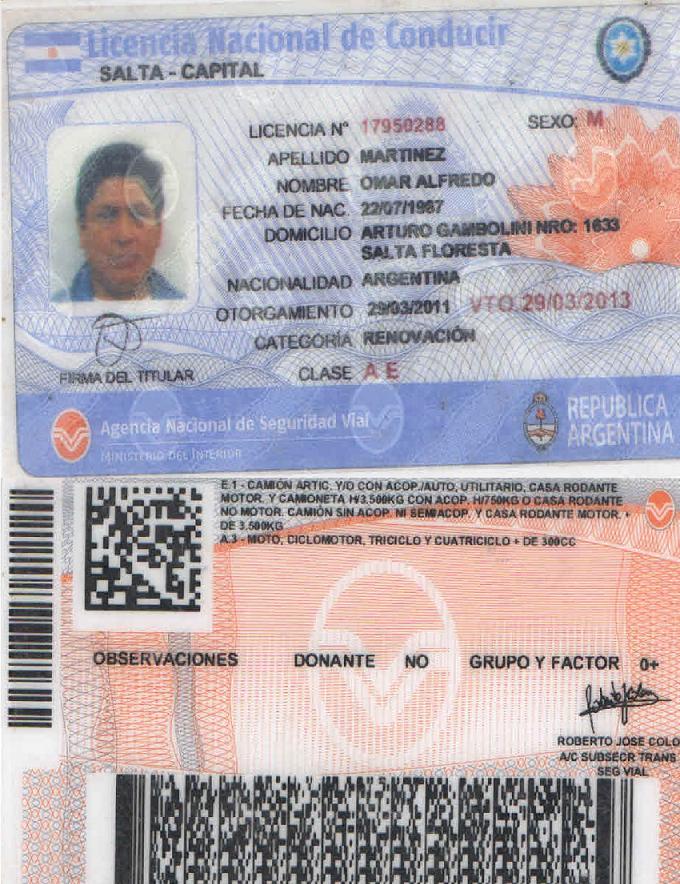 Licencia Nacional de Conducir
SALTA - CAPITAL
LICENCIA Nº 17950288 SEXO: M
APELLIDO MARTINEZ
NOMBRE OMAR ALFREDO
FECHA DE NAC. 22/07/1987
DOMICILIO ARTURO GAMBOLINI NRO: 1633
SALTA FLORESTA
NACIONALIDAD ARGENTINA
OTORGAMIENTO 29/03/2011 VTO.29/03/2013
CATEGORÍA RENOVACIÓN
FIRMA DEL TITULAR CLASE A E
Agencia Nacional de Seguridad Vial
MINISTERIO DEL INTERIOR
REPUBLICA
ARGENTINA
E.1 - CAMIÓN ARTIC. Y/O CON ACOP./AUTO, UTILITARIO, CASA RODANTE
MOTOR. Y CAMIONETA H/3.500KG CON ACOP. H/750KG O CASA RODANTE
NO MOTOR. CAMIÓN SIN ACOP. NI SEMIACOP. Y CASA RODANTE MOTOR. +
DE 3.500KG
A.3 - MOTO, CICLOMOTOR, TRICICLO Y CUATRICICLO + DE 300CC
OBSERVACIONES DONANTE NO GRUPO Y FACTOR 0+
ROBERTO JOSE COLO
A/C SUBSECR TRANS
SEG VIAL